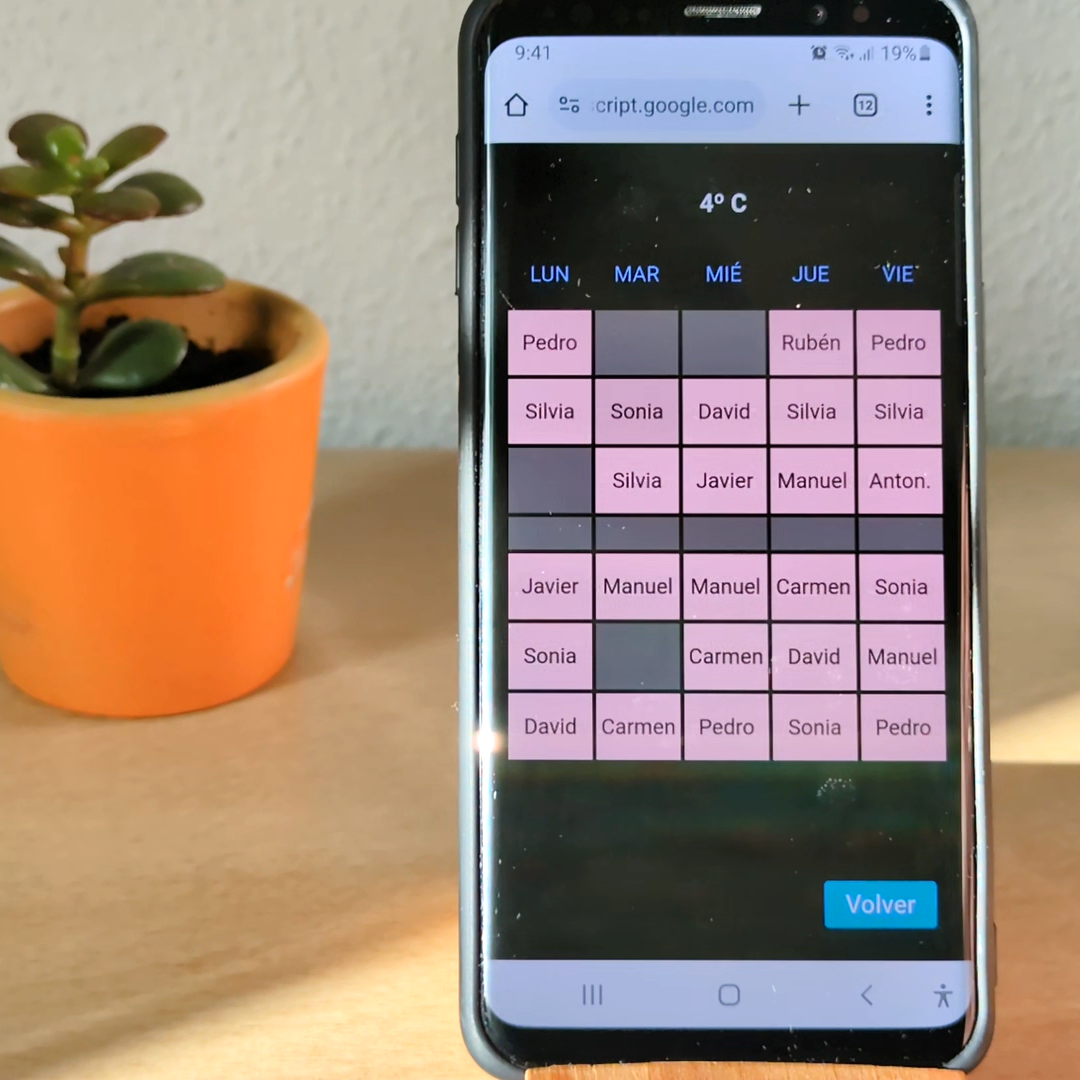 9:41 19%
cript.google.com 12
4º C
LUN MAR MIÉ JUE VIE
Pedro Rubén Pedro
Silvia Sonia David Silvia Silvia
Silvia Javier Manuel Anton.
Javier Manuel Manuel Carmen Sonia
Sonia Carmen David Manuel
David Carmen Pedro Sonia Pedro
Volver